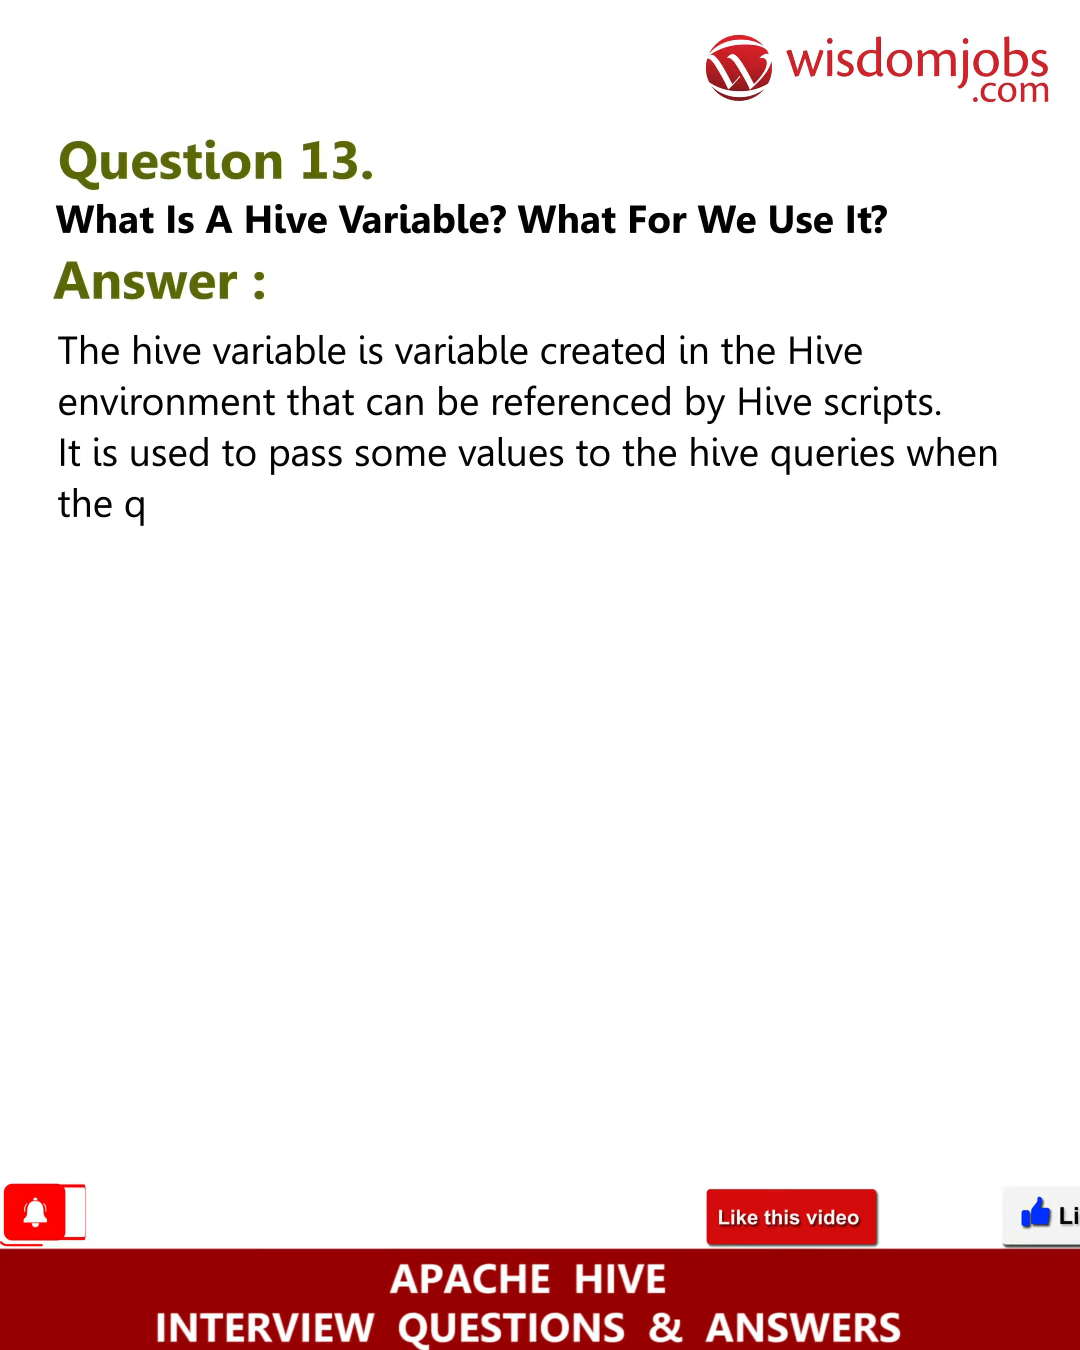 wisdomjobs
.com
Question 13.
What Is A Hive Variable? What For We Use It?
Answer :
The hive variable is variable created in the Hive
environment that can be referenced by Hive scripts.
It is used to pass some values to the hive queries when
the q
Like this video
Li
APACHE HIVE
INTERVIEW QUESTIONS & ANSWERS